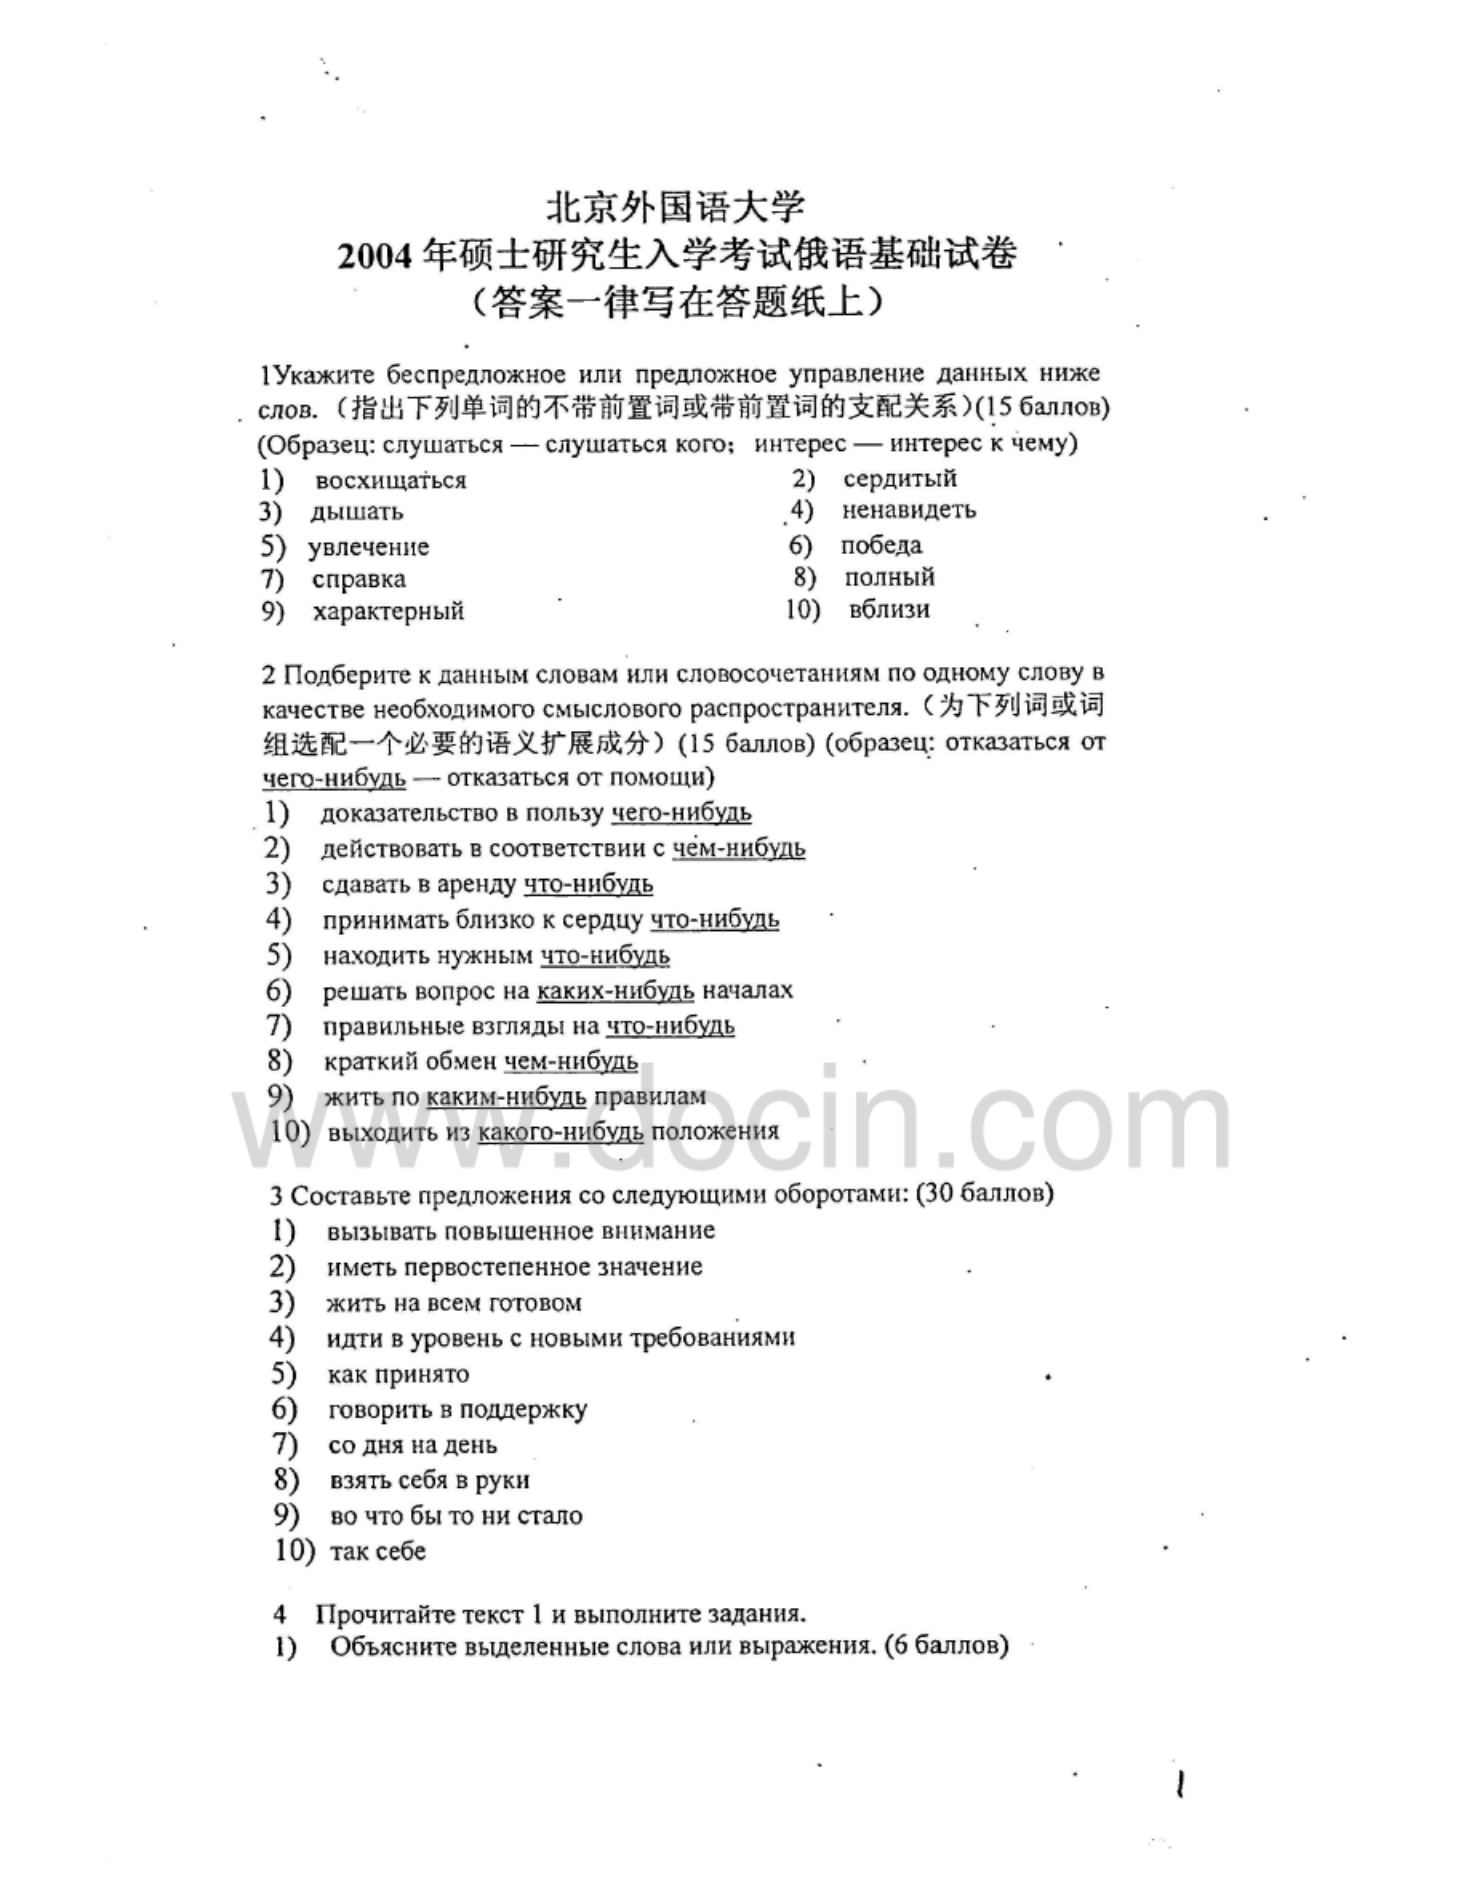 北京外国语大学
2004 年硕士研究生入学考试俄语基础试卷
（答案一律写在答题纸上）
1Укажите беспредложное или предложное управление данных ниже
слов.（指出下列单词的不带前置词或带前置词的支配关系）(15 баллов)
(Образец: слушаться — слушаться кого; интерес — интерес к чему)
1) восхищаться 2) сердитый
3) дышать 4) ненавидеть
5) увлечение 6) победа
7) справка 8) полный
9) характерный 10) вблизи
2 Подберите к данным словам или словосочетаниям по одному слову в
качестве необходимого смыслового распространителя.（为下列词或词
组选配一个必要的语义扩展成分）(15 баллов) (образец: отказаться от
чего-нибудь — отказаться от помощи)
1) доказательство в пользу чего-нибудь
2) действовать в соответствии с чем-нибудь
3) сдавать в аренду что-нибудь
4) принимать близко к сердцу что-нибудь
5) находить нужным что-нибудь
6) решать вопрос на каких-нибудь началах
7) правильные взгляды на что-нибудь
8) краткий обмен чем-нибудь
9) жить по каким-нибудь правилам
10) выходить из какого-нибудь положения
www.docin.com
3 Составьте предложения со следующими оборотами: (30 баллов)
1) вызывать повышенное внимание
2) иметь первостепенное значение
3) жить на всем готовом
4) идти в уровень с новыми требованиями
5) как принято
6) говорить в поддержку
7) со дня на день
8) взять себя в руки
9) во что бы то ни стало
10) так себе
4 Прочитайте текст 1 и выполните задания.
1) Объясните выделенные слова или выражения. (6 баллов)
1